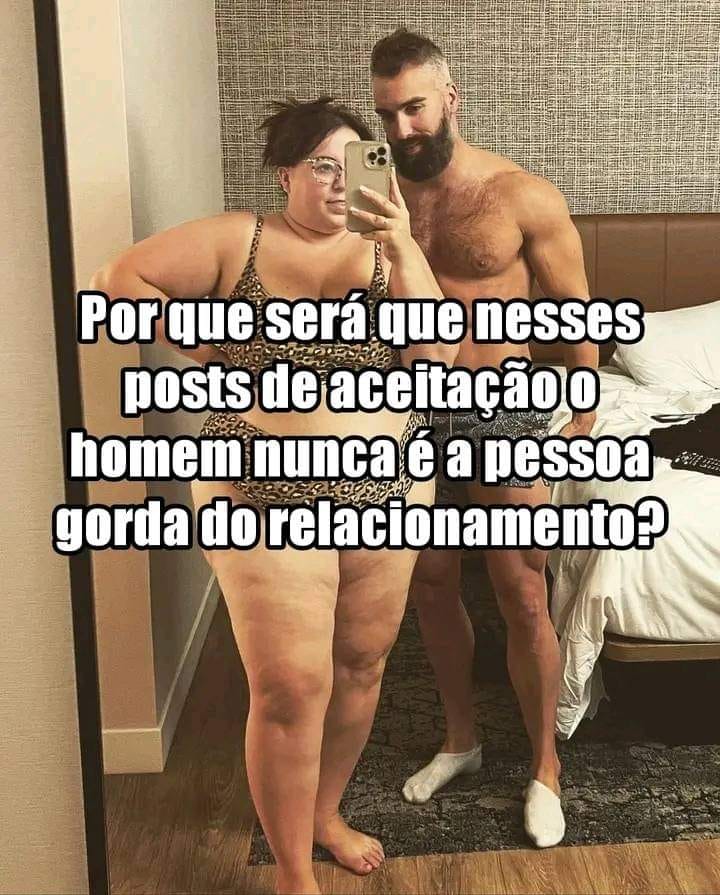 Por que será que nesses
posts de aceitação o
homem nunca é a pessoa
gorda do relacionamento?